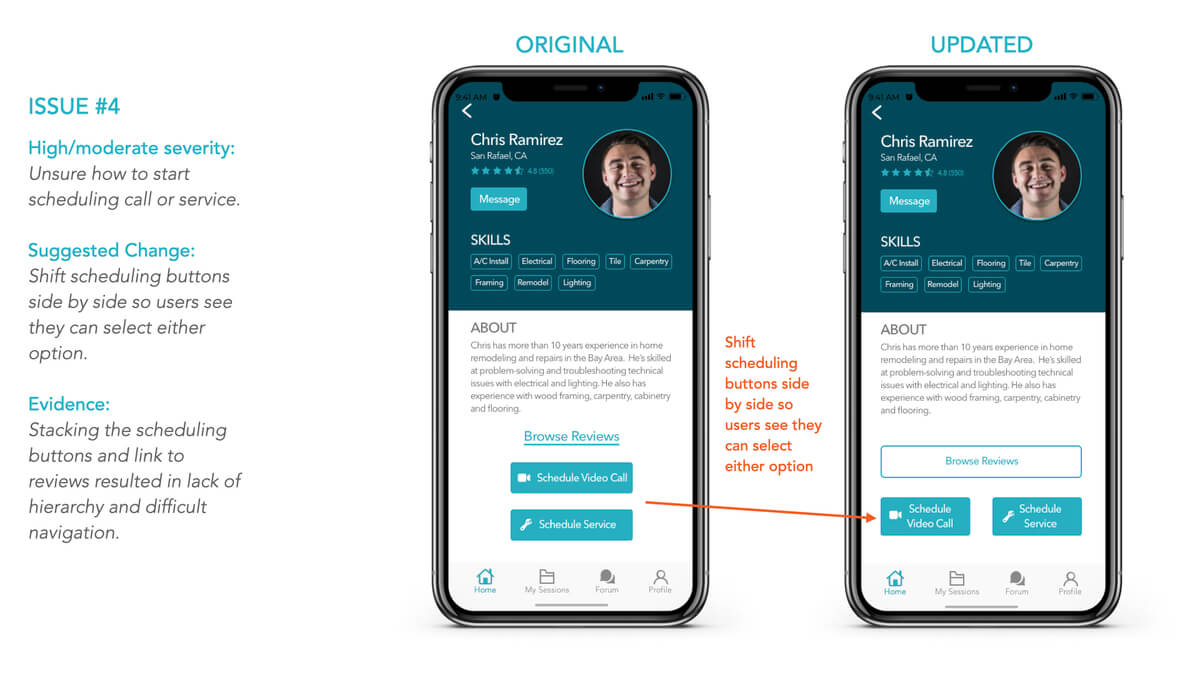 ORIGINAL
UPDATED
ISSUE #4
High/moderate severity:
Unsure how to start
scheduling call or service.
Suggested Change:
Shift scheduling buttons
side by side so users see
they can select either
option.
Evidence:
Stacking the scheduling
buttons and link to
reviews resulted in lack of
hierarchy and difficult
navigation.
9:41 AM
Chris Ramirez
San Rafael, CA
4.8 (350)
Message
SKILLS
A/C Install Electrical Flooring Tile Carpentry
Framing Remodel Lighting
ABOUT
Chris has more than 10 years experience in home
remodeling and repairs in the Bay Area. He's skilled
at problem-solving and troubleshooting technical
issues with electrical and lighting. He also has
experience with wood framing, carpentry, cabinetry
and flooring.
Browse Reviews
Schedule Video Call
Schedule Service
Home My Sessions Forum Profile
Shift
scheduling
buttons side
by side so
users see they
can select
either option
9:41 AM
Chris Ramirez
San Rafael, CA
4.8 (350)
Message
SKILLS
A/C Install Electrical Flooring Tile Carpentry
Framing Remodel Lighting
ABOUT
Chris has more than 10 years experience in home
remodeling and repairs in the Bay Area. He's skilled
at problem-solving and troubleshooting technical
issues with electrical and lighting. He also has
experience with wood framing, carpentry, cabinetry
and flooring.
Browse Reviews
Schedule
Video Call
Schedule
Service
Home My Sessions Forum Profile